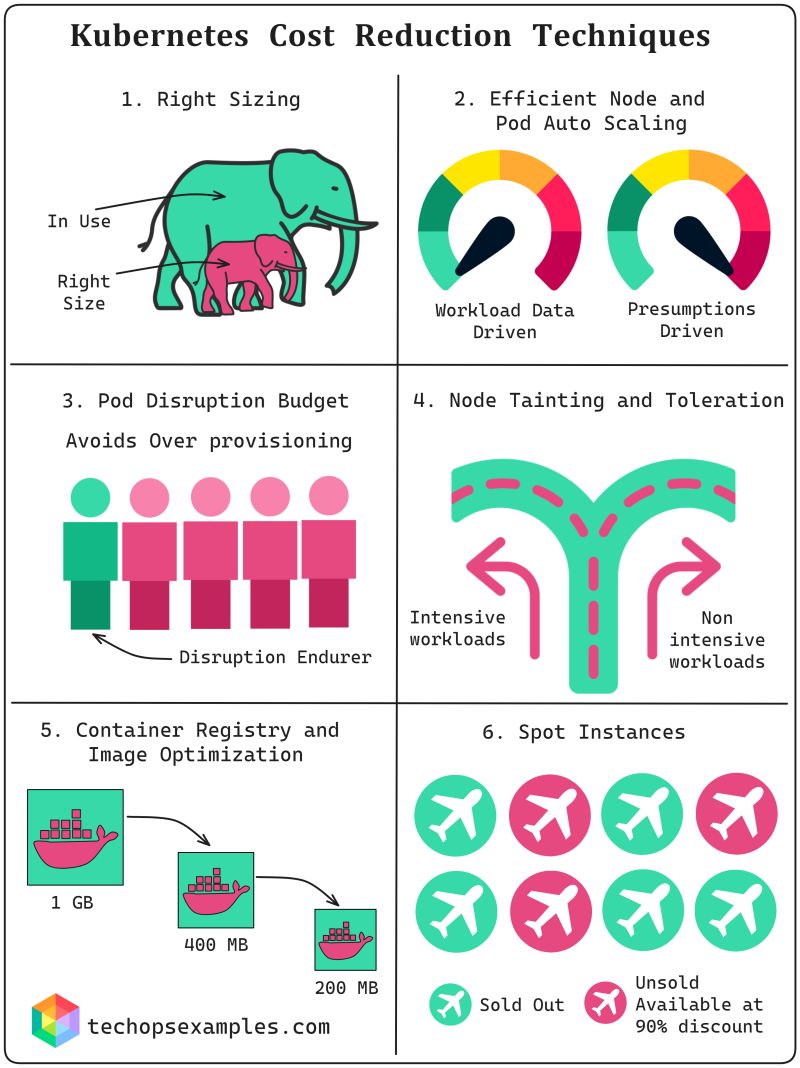 Kubernetes Cost Reduction Techniques
1. Right Sizing
In Use
Right
Size
2. Efficient Node and
Pod Auto Scaling
Workload Data
Driven
Presumptions
Driven
3. Pod Disruption Budget
Avoids Over provisioning
Disruption Endurer
4. Node Tainting and Toleration
Intensive
workloads
Non
intensive
workloads
5. Container Registry and
Image Optimization
1 GB
400 MB
200 MB
techopsexamples.com
6. Spot Instances
Sold Out
Unsold
Available at
90% discount